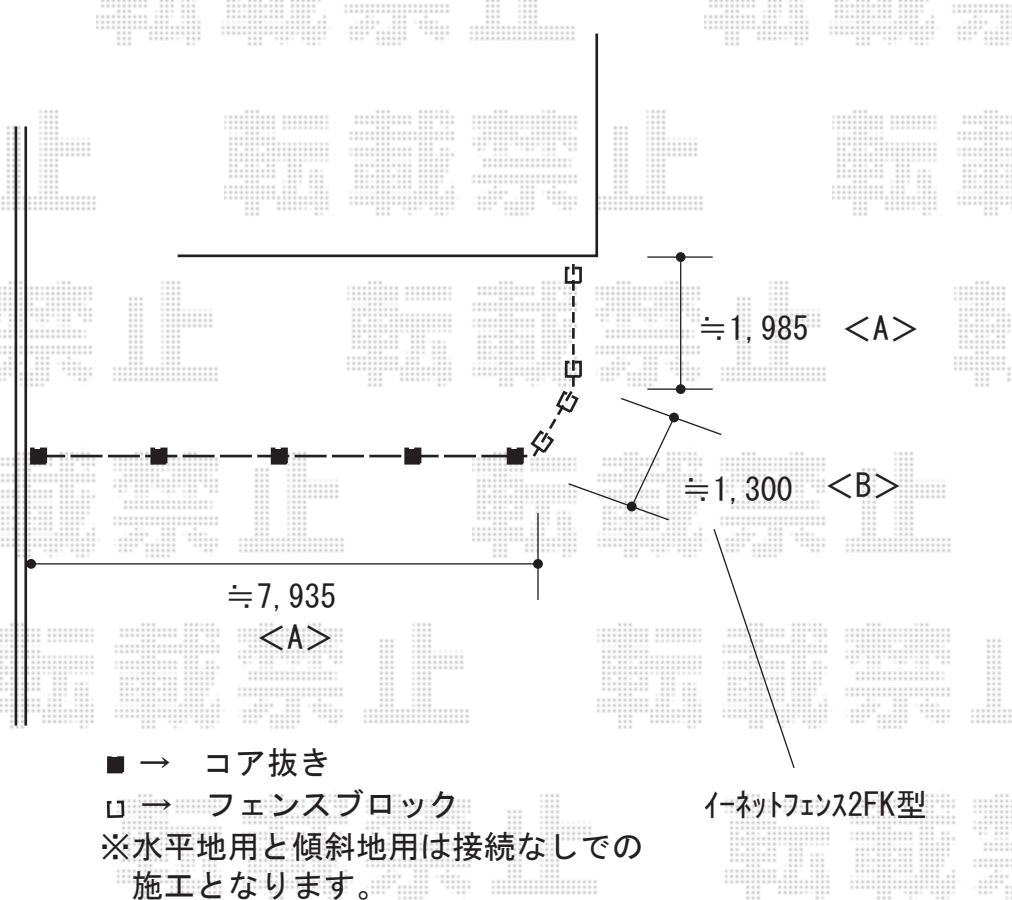 転載禁止
≒1,985 <A>
≒1,300 <B>
≒7,935
<A>
■→ コア抜き
→ フェンスブロック
イーネットフェンス2FK型
※水平地用と傾斜地用は接続なしでの
施工となります。